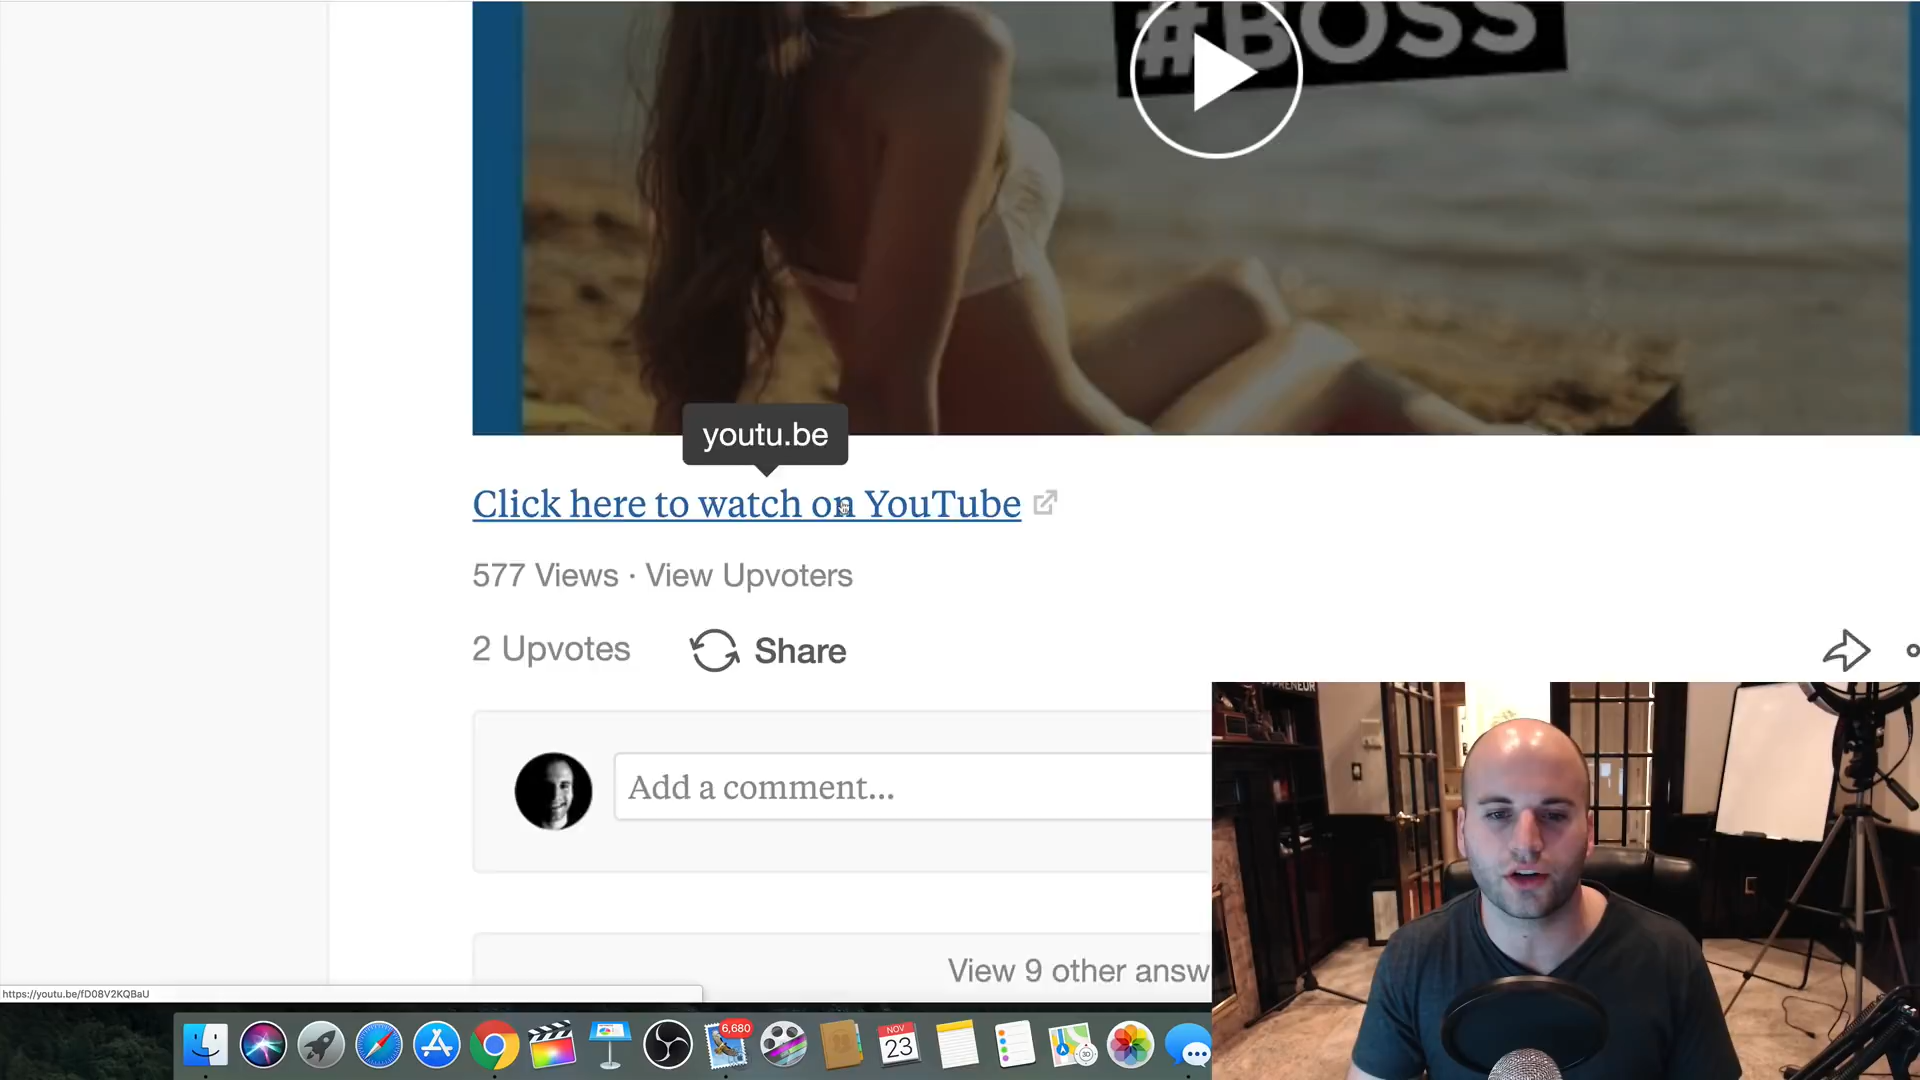 #BOSS
youtu.be
Click here to watch on YouTube
577 Views · View Upvoters
2 Upvotes
Share
Add a comment...
View 9 other answ
https://youtu.be/fD08V2KQBaU
6,680
NOV
23
3D